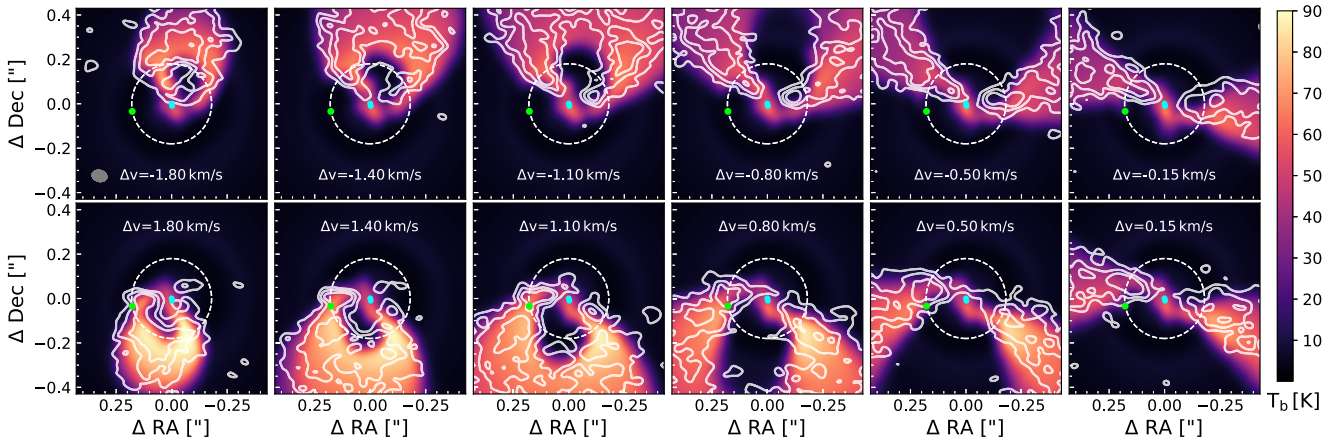 0.4
0.2
0.0
−0.2
−0.4
Δ Dec ["]
Δv=-1.80 km/s
Δv=-1.40 km/s
Δv=-1.10 km/s
Δv=-0.80 km/s
Δv=-0.50 km/s
Δv=-0.15 km/s
0.4
0.2
0.0
−0.2
−0.4
Δ Dec ["]
Δv=1.80 km/s
Δv=1.40 km/s
Δv=1.10 km/s
Δv=0.80 km/s
Δv=0.50 km/s
Δv=0.15 km/s
0.25 0.00 −0.25
0.25 0.00 −0.25
0.25 0.00 −0.25
0.25 0.00 −0.25
0.25 0.00 −0.25
0.25 0.00 −0.25
Δ RA ["]
Δ RA ["]
Δ RA ["]
Δ RA ["]
Δ RA ["]
Δ RA ["]
90
80
70
60
50
40
30
20
10
T_b [K]